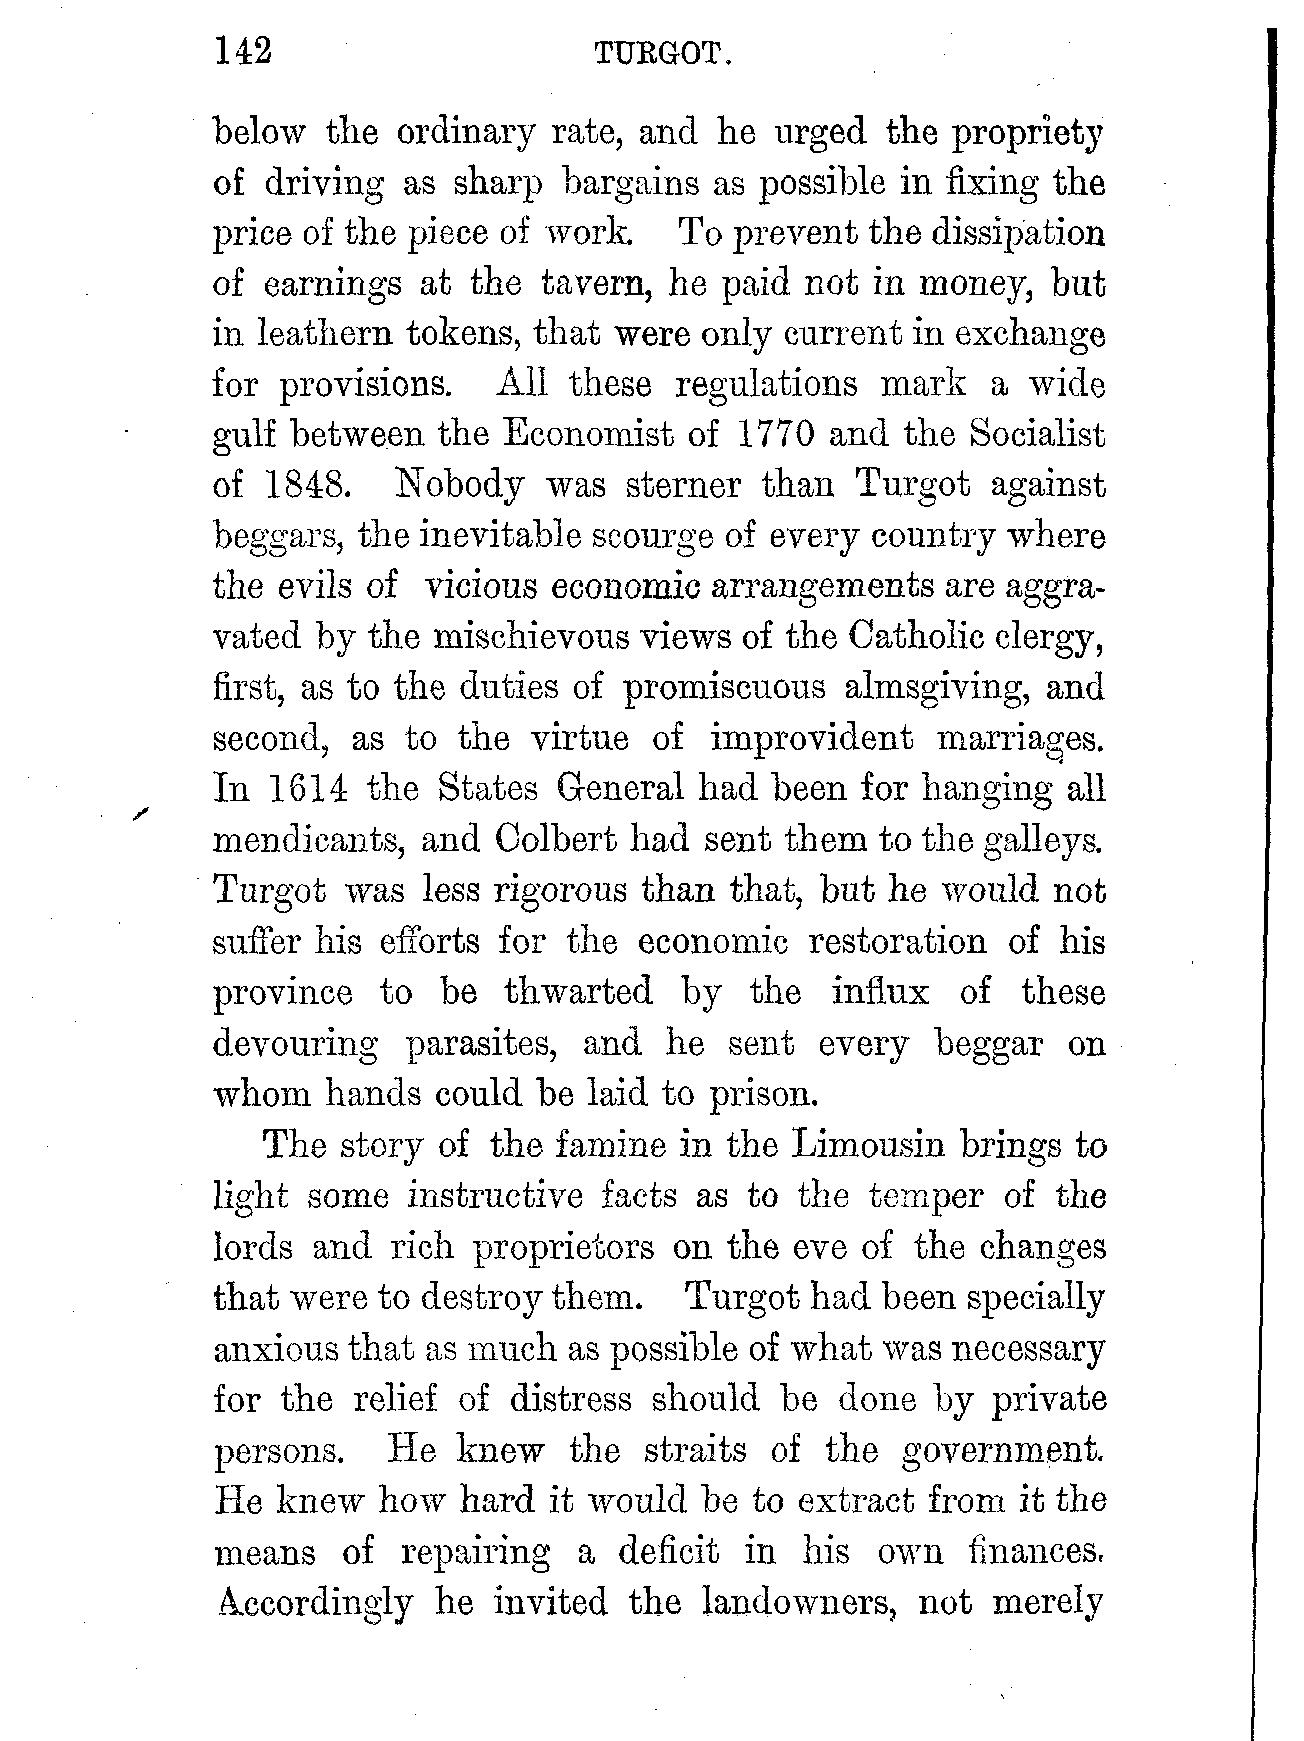 142 TURGOT.
below the ordinary rate, and he urged the propriety
of driving as sharp bargains as possible in fixing the
price of the piece of work. To prevent the dissipation
of earnings at the tavern, he paid not in money, but
in leathern tokens, that were only current in exchange
for provisions. All these regulations mark a wide
gulf between the Economist of 1770 and the Socialist
of 1848. Nobody was sterner than Turgot against
beggars, the inevitable scourge of every country where
the evils of vicious economic arrangements are aggra-
vated by the mischievous views of the Catholic clergy,
first, as to the duties of promiscuous almsgiving, and
second, as to the virtue of improvident marriages.
In 1614 the States General had been for hanging all
mendicants, and Colbert had sent them to the galleys.
Turgot was less rigorous than that, but he would not
suffer his efforts for the economic restoration of his
province to be thwarted by the influx of these
devouring parasites, and he sent every beggar on
whom hands could be laid to prison.
The story of the famine in the Limousin brings to
light some instructive facts as to the temper of the
lords and rich proprietors on the eve of the changes
that were to destroy them. Turgot had been specially
anxious that as much as possible of what was necessary
for the relief of distress should be done by private
persons. He knew the straits of the government.
He knew how hard it would be to extract from it the
means of repairing a deficit in his own finances.
Accordingly he invited the landowners, not merely